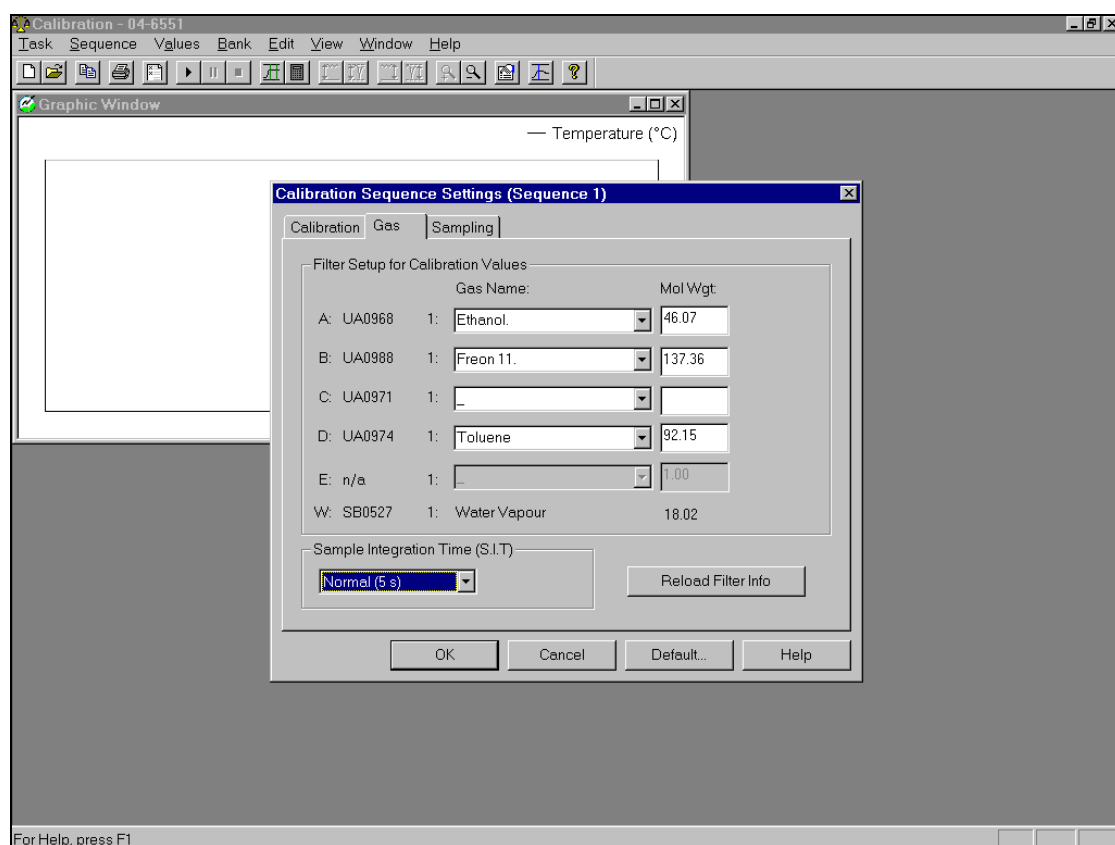 Calibration - 04-6551
Task Sequence Values Bank Edit View Window Help
Graphic Window
— Temperature (°C)
Calibration Sequence Settings (Sequence 1)
Calibration Gas Sampling
Filter Setup for Calibration Values
Gas Name: Mol Wgt:
A: UA0968 1: Ethanol. 46.07
B: UA0988 1: Freon 11. 137.36
C: UA0971 1: _
D: UA0974 1: Toluene 92.15
E: n/a 1: _ 1.00
W: SB0527 1: Water Vapour 18.02
Sample Integration Time (S.I.T)
Normal (5 s) Reload Filter Info
OK Cancel Default... Help
For Help, press F1